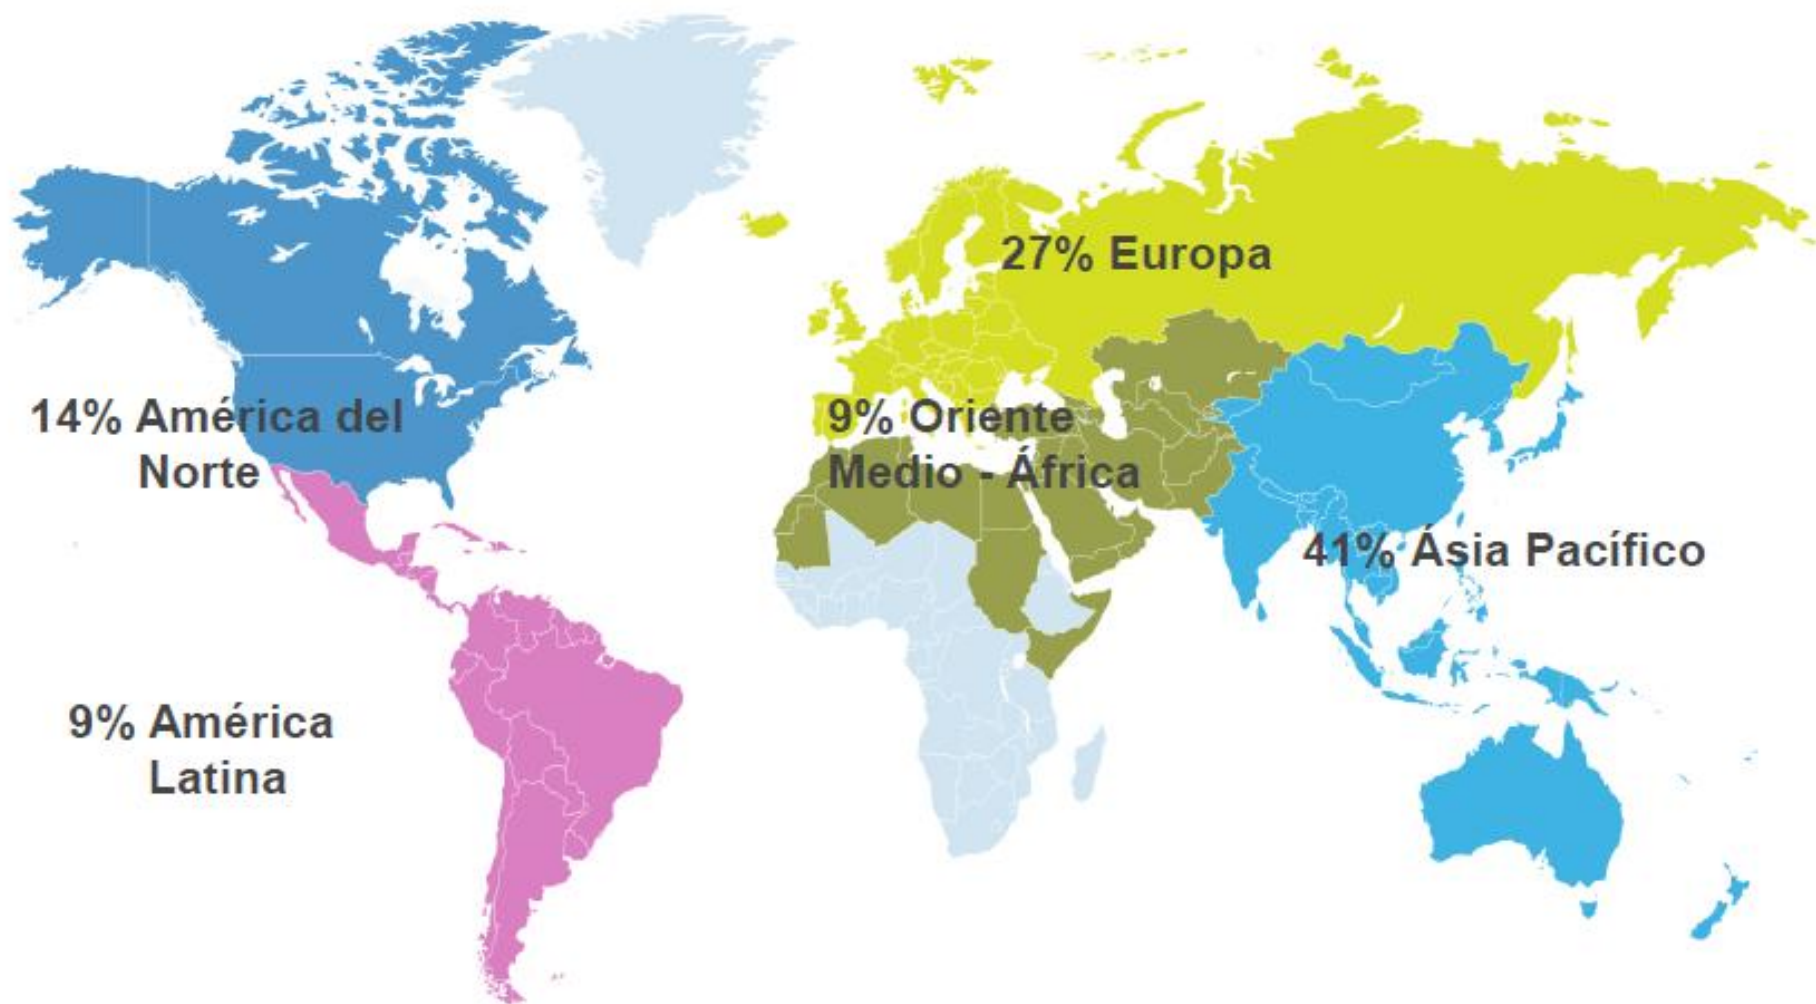 27% Europa
14% América del
Norte
9% Oriente
Medio - África
41% Ásia Pacífico
9% América
Latina